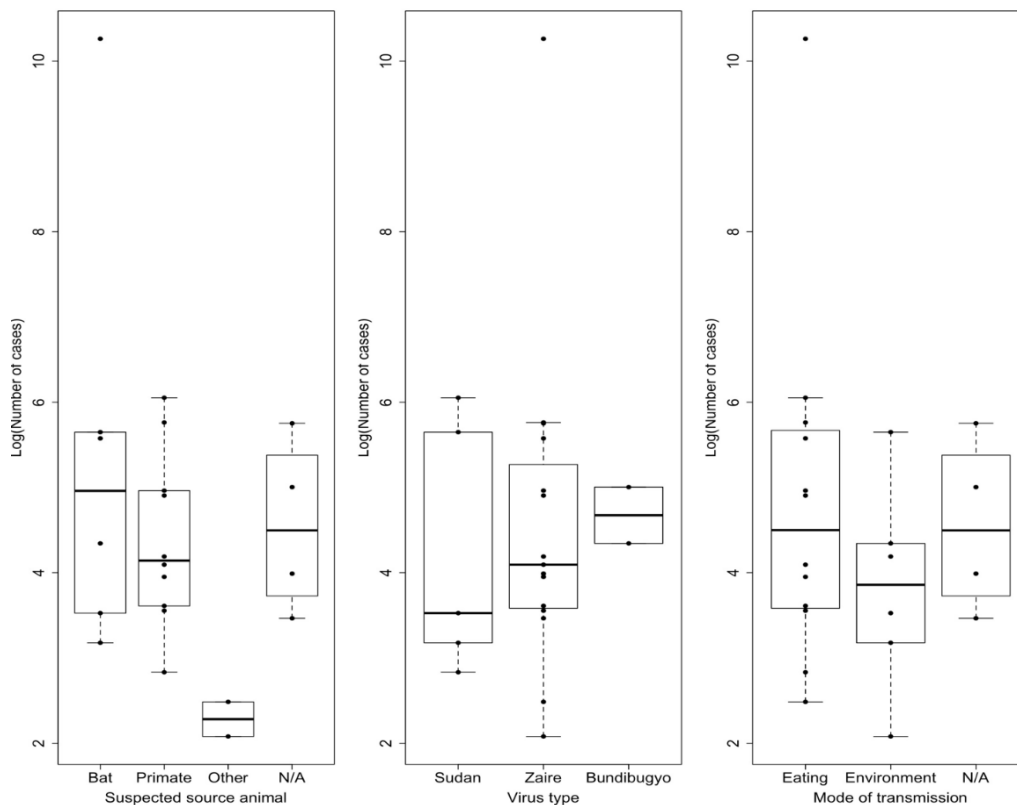 Log(Number of cases)
10
8
6
4
2
Bat Primate Other N/A
Suspected source animal
Log(Number of cases)
10
8
6
4
2
Sudan Zaire Bundibugyo
Virus type
Log(Number of cases)
10
8
6
4
2
Eating Environment N/A
Mode of transmission